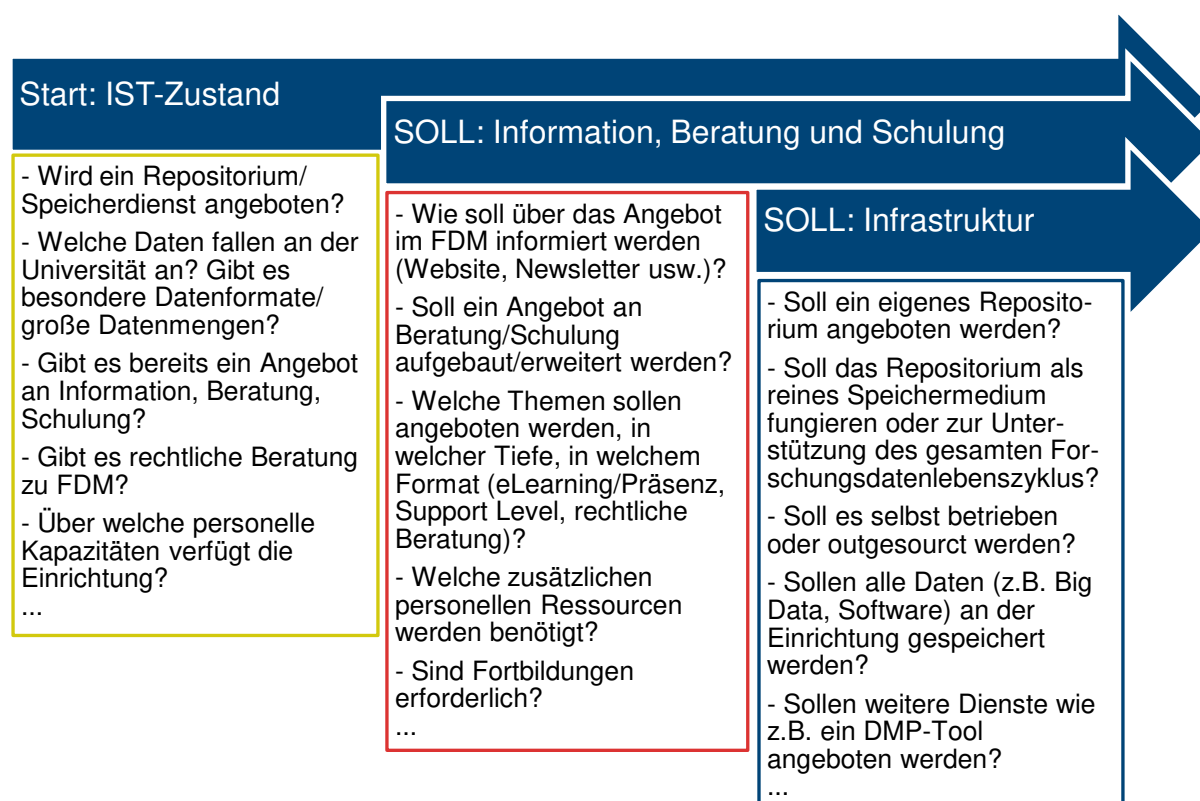 Start: IST-Zustand
- Wird ein Repositorium/
Speicherdienst angeboten?
- Welche Daten fallen an der
Universität an? Gibt es
besondere Datenformate/
große Datenmengen?
- Gibt es bereits ein Angebot
an Information, Beratung,
Schulung?
- Gibt es rechtliche Beratung
zu FDM?
- Über welche personelle
Kapazitäten verfügt die
Einrichtung?
...
SOLL: Information, Beratung und Schulung
- Wie soll über das Angebot
im FDM informiert werden
(Website, Newsletter usw.)?
- Soll ein Angebot an
Beratung/Schulung
aufgebaut/erweitert werden?
- Welche Themen sollen
angeboten werden, in
welcher Tiefe, in welchem
Format (eLearning/Präsenz,
Support Level, rechtliche
Beratung)?
- Welche zusätzlichen
personellen Ressourcen
werden benötigt?
- Sind Fortbildungen
erforderlich?
...
SOLL: Infrastruktur
- Soll ein eigenes Reposito-
rium angeboten werden?
- Soll das Repositorium als
reines Speichermedium
fungieren oder zur Unter-
stützung des gesamten For-
schungsdatenlebenszyklus?
- Soll es selbst betrieben
oder outgesourct werden?
- Sollen alle Daten (z.B. Big
Data, Software) an der
Einrichtung gespeichert
werden?
- Sollen weitere Dienste wie
z.B. ein DMP-Tool
angeboten werden?
...